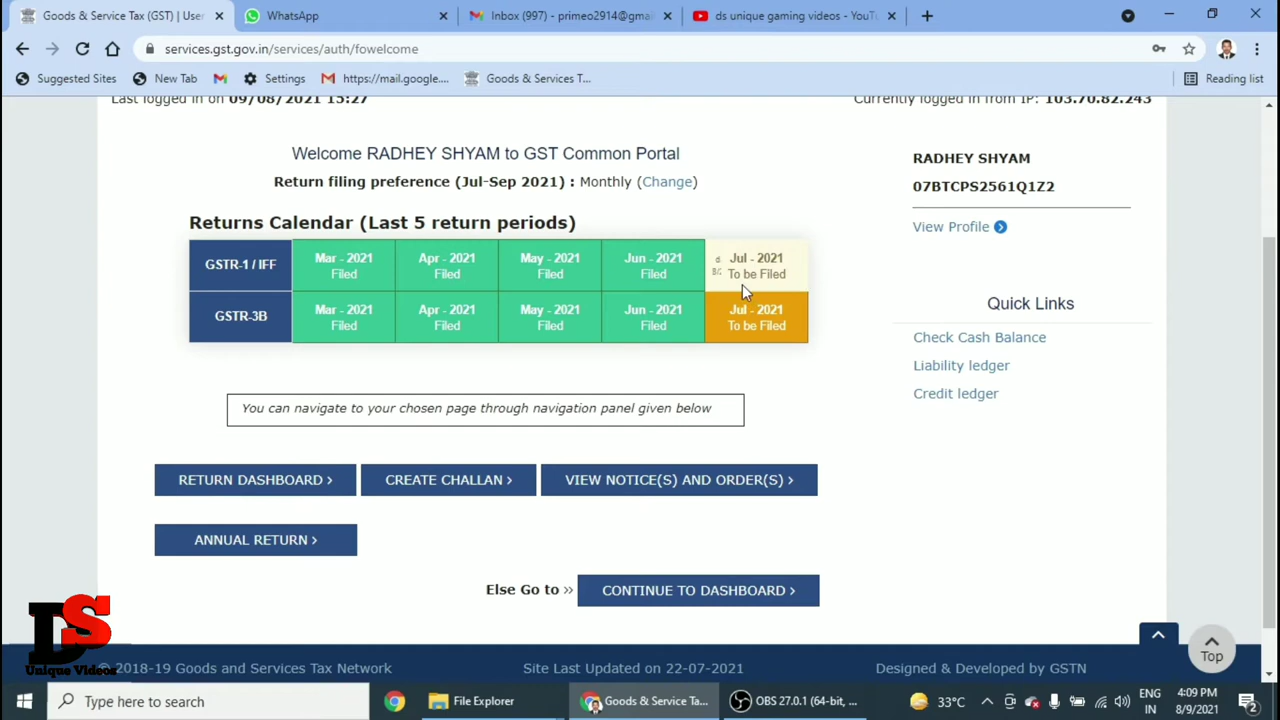 Goods & Service Tax (GST) | User
WhatsApp
Inbox (997) - primeo2914@gmai
ds unique gaming videos - YouTu
services.gst.gov.in/services/auth/fowelcome
Suggested Sites
New Tab
Settings
https://mail.google....
Goods & Services T...
Reading list
Last logged in on 09/08/2021 15:27
Currently logged in from IP: 103.70.82.243
Welcome RADHEY SHYAM to GST Common Portal
Return filing preference (Jul-Sep 2021) : Monthly (Change)
RADHEY SHYAM
07BTCPS2561Q1Z2
View Profile
Returns Calendar (Last 5 return periods)
GSTR-1 / IFF
Mar - 2021
Filed
Apr - 2021
Filed
May - 2021
Filed
Jun - 2021
Filed
Jul - 2021
To be Filed
GSTR-3B
Mar - 2021
Filed
Apr - 2021
Filed
May - 2021
Filed
Jun - 2021
Filed
Jul - 2021
To be Filed
Quick Links
Check Cash Balance
Liability ledger
Credit ledger
You can navigate to your chosen page through navigation panel given below
RETURN DASHBOARD >
CREATE CHALLAN >
VIEW NOTICE(S) AND ORDER(S) >
ANNUAL RETURN >
Else Go to »
CONTINUE TO DASHBOARD >
Top
DS
Unique Videos
© 2018-19 Goods and Services Tax Network
Site Last Updated on 22-07-2021
Designed & Developed by GSTN
Type here to search
File Explorer
Goods & Service Ta...
OBS 27.0.1 (64-bit, ...
33°C
ENG
IN
4:09 PM
8/9/2021
2